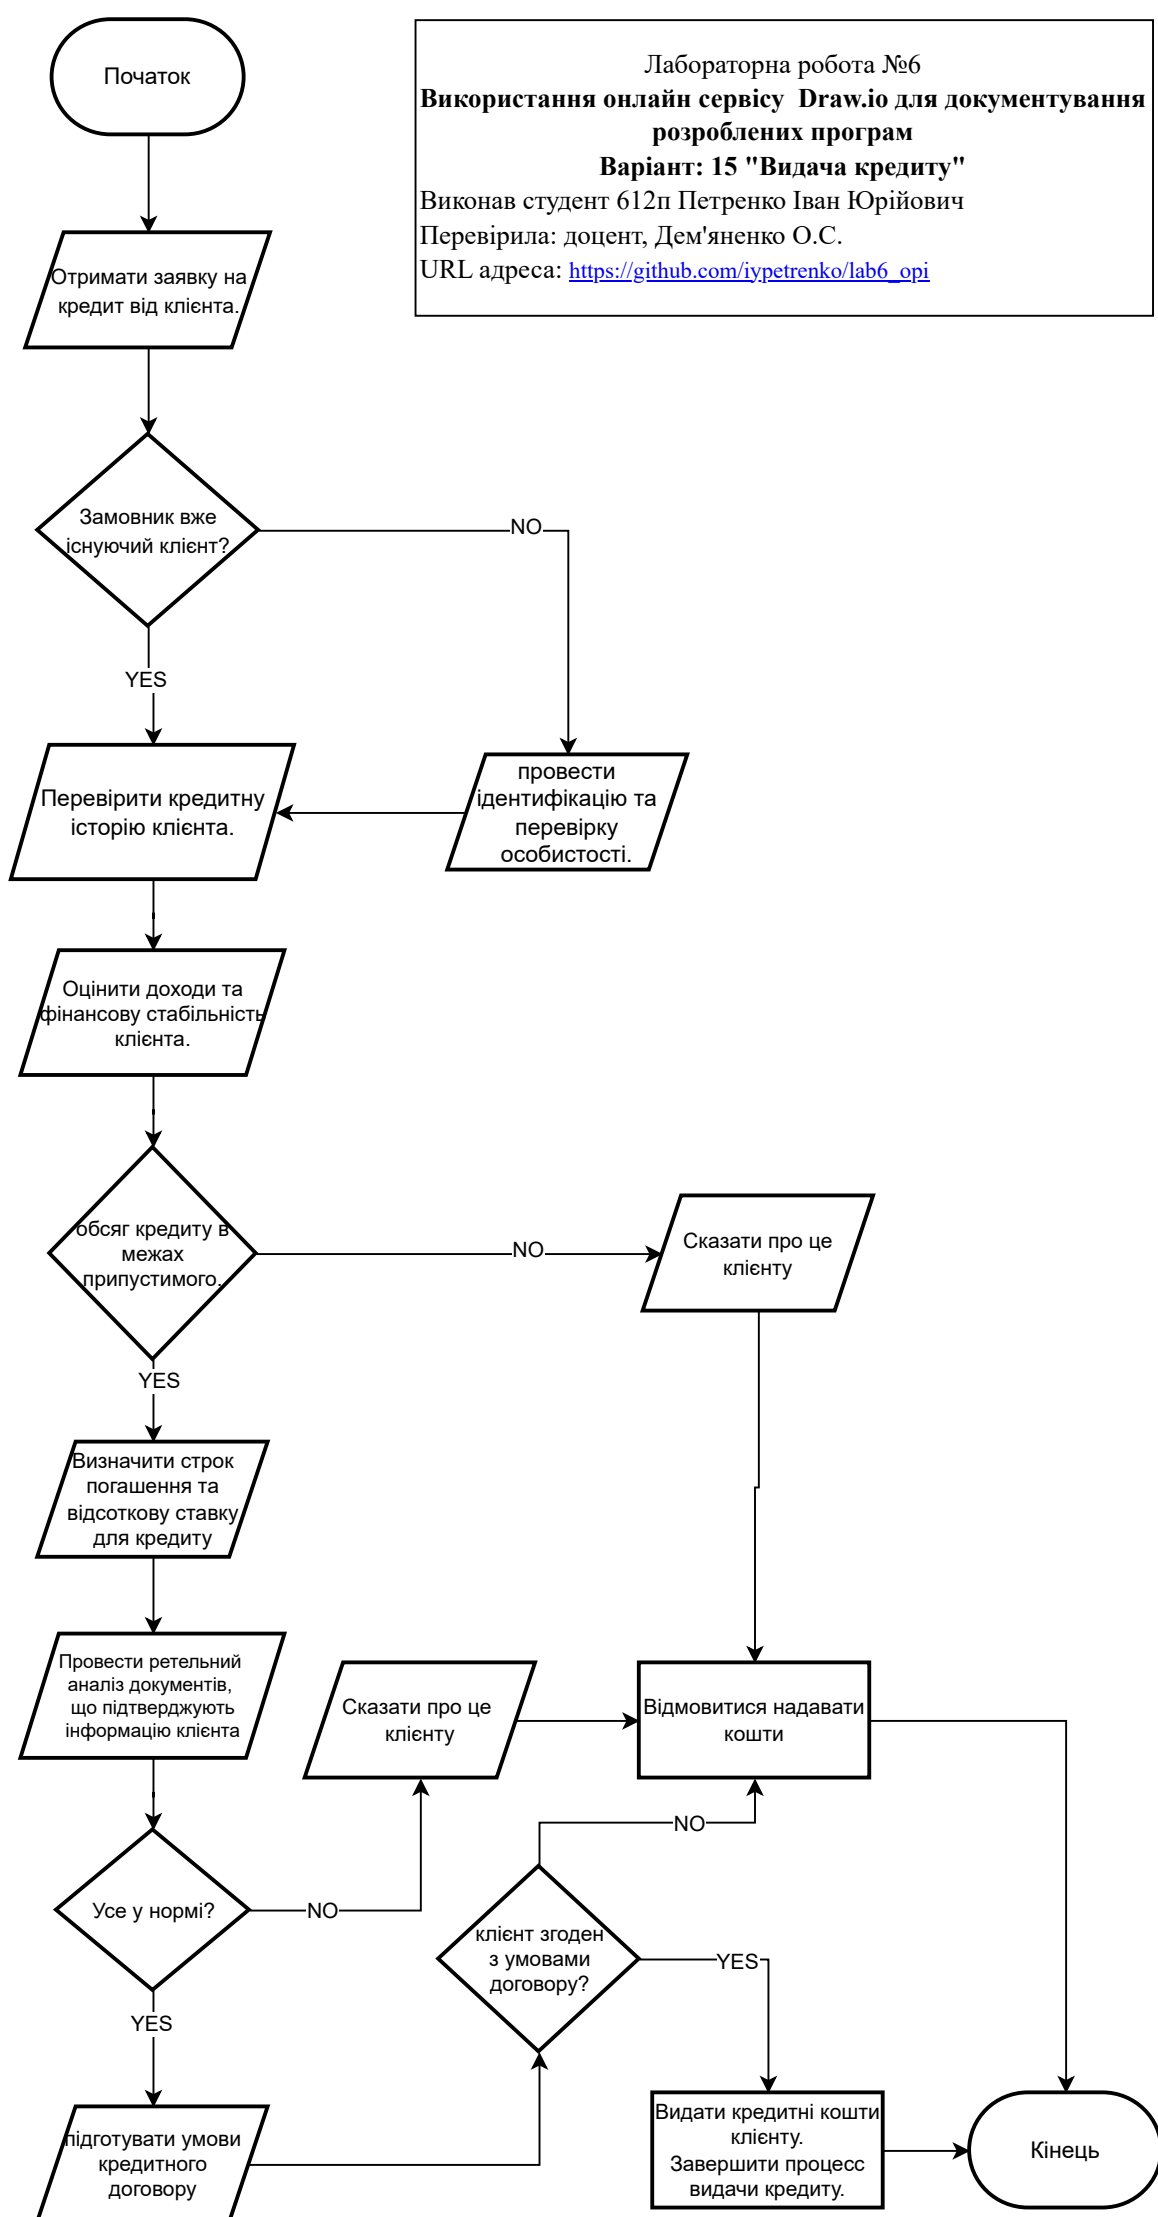 Початок
Лабораторна робота №6
Використання онлайн сервісу Draw.io для документування
розроблених програм
Варіант: 15 "Видача кредиту"
Виконав студент 612п Петренко Іван Юрійович
Перевірила: доцент, Дем'яненко О.С.
URL адреса: https://github.com/iypetrenko/lab6_opi
Отримати заявку на
кредит від клієнта.
Замовник вже
існуючий клієнт?
NO
YES
Перевірити кредитну
історію клієнта.
провести
ідентифікацію та
перевірку
особистості.
Оцінити доходи та
фінансову стабільність
клієнта.
обсяг кредиту в
межах
припустимого.
NO
Сказати про це
клієнту
YES
Визначити строк
погашення та
відсоткову ставку
для кредиту
Провести ретельний
аналіз документів,
що підтверджують
інформацію клієнта
Сказати про це
клієнту
Відмовитися надавати
кошти
NO
Усе у нормі?
NO
клієнт згоден
з умовами
договору?
YES
YES
підготувати умови
кредитного
договору
Видати кредитні кошти
клієнту.
Завершити процесс
видачи кредиту.
Кінець